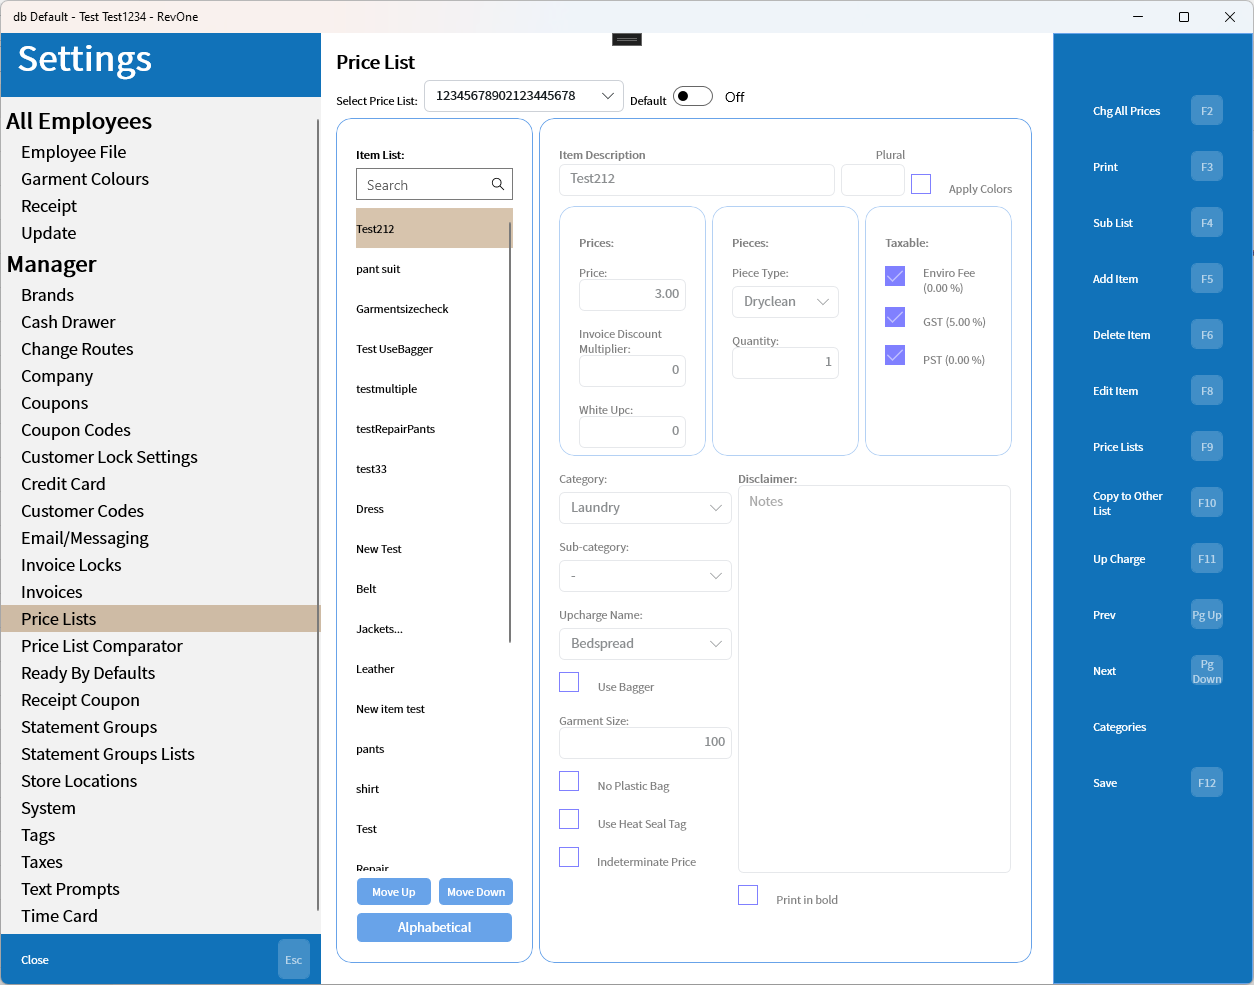 db Default - Test Test1234 - RevOne
Settings
All Employees
Employee File
Garment Colours
Receipt
Update
Manager
Brands
Cash Drawer
Change Routes
Company
Coupons
Coupon Codes
Customer Lock Settings
Credit Card
Customer Codes
Email/Messaging
Invoice Locks
Invoices
Price Lists
Price List Comparator
Ready By Defaults
Receipt Coupon
Statement Groups
Statement Groups Lists
Store Locations
System
Tags
Taxes
Text Prompts
Time Card
Close Esc
Price List
Select Price List: 12345678902123445678 Default Off
Item List:
Search
Test212
pant suit
Garmentsizecheck
Test UseBagger
testmultiple
testRepairPants
test33
Dress
New Test
Belt
Jackets...
Leather
New item test
pants
shirt
Test
Repair
Move Up Move Down
Alphabetical
Item Description Plural
Test212 Apply Colors
Prices:
Price:
3.00
Invoice Discount
Multiplier:
0
White Upc:
0
Pieces:
Piece Type:
Dryclean
Quantity:
1
Taxable:
Enviro Fee
(0.00 %)
GST (5.00 %)
PST (0.00 %)
Category:
Laundry
Sub-category:
-
Upcharge Name:
Bedspread
Use Bagger
Garment Size:
100
No Plastic Bag
Use Heat Seal Tag
Indeterminate Price
Disclaimer:
Notes
Print in bold
Chg All Prices F2
Print F3
Sub List F4
Add Item F5
Delete Item F6
Edit Item F8
Price Lists F9
Copy to Other
List F10
Up Charge F11
Prev Pg Up
Next Pg
Down
Categories
Save F12